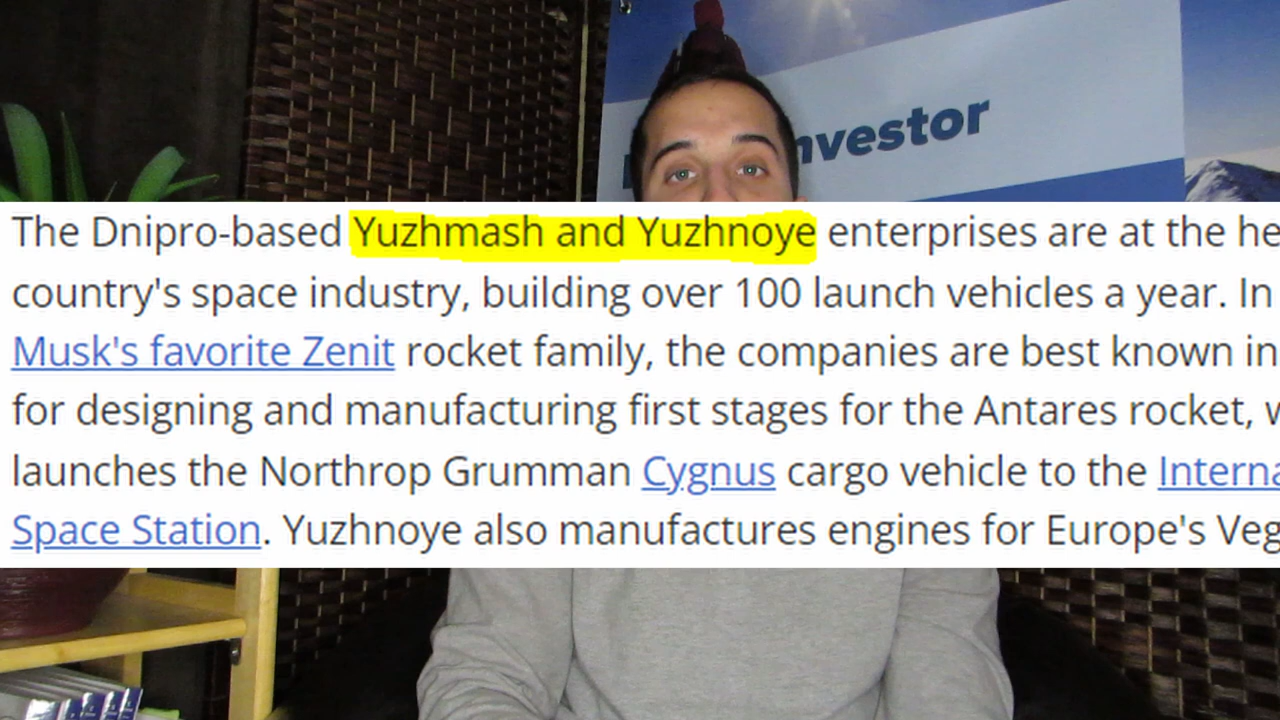 nvestor
The Dnipro-based Yuzhmash and Yuzhnoye enterprises are at the he
country's space industry, building over 100 launch vehicles a year. In
Musk's favorite Zenit rocket family, the companies are best known in
for designing and manufacturing first stages for the Antares rocket, w
launches the Northrop Grumman Cygnus cargo vehicle to the Interna
Space Station. Yuzhnoye also manufactures engines for Europe's Veg